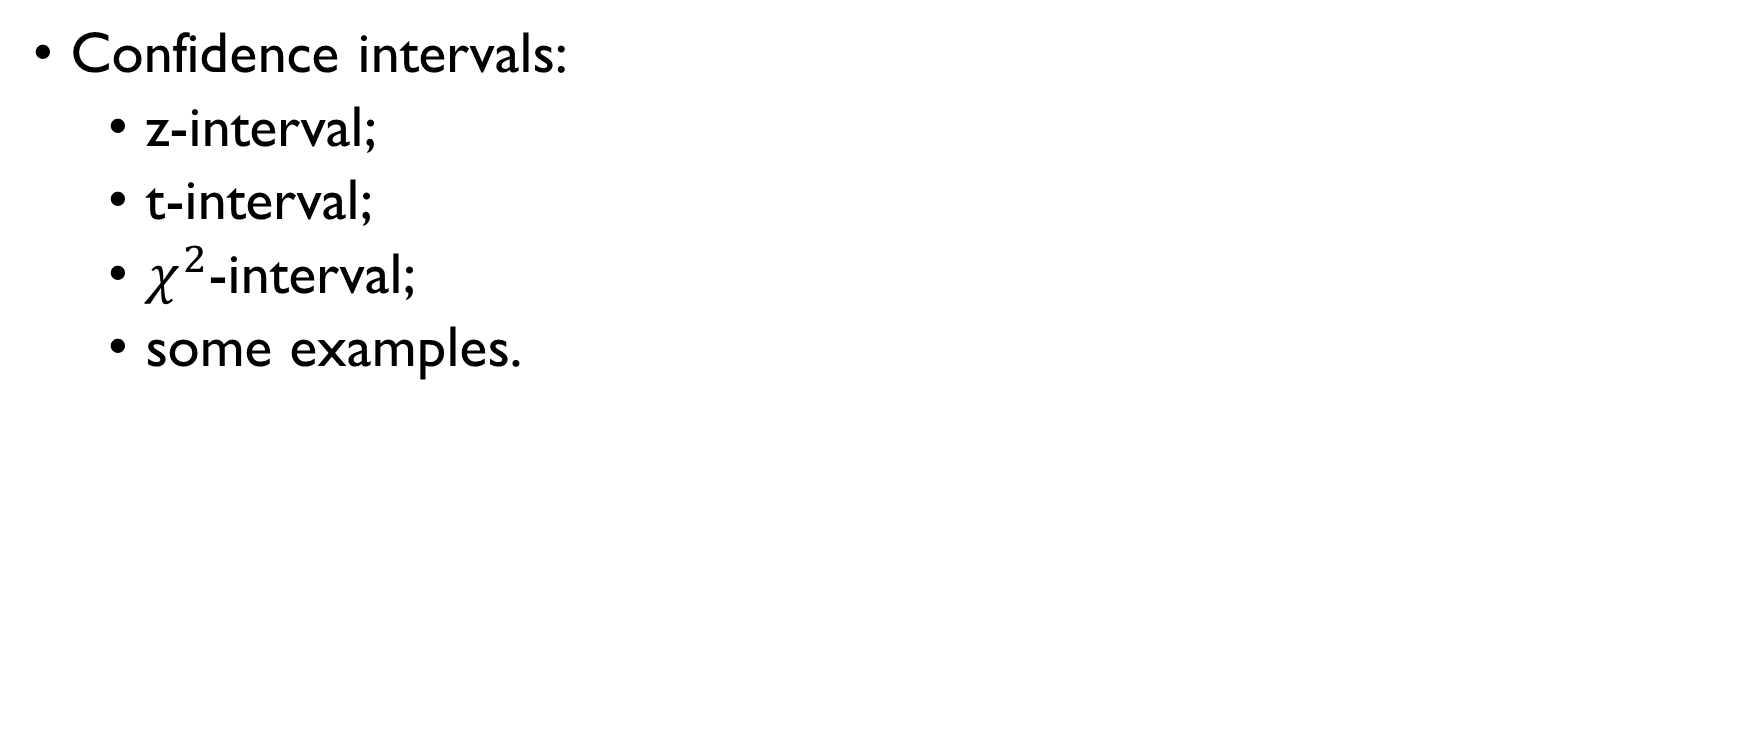 • Confidence intervals:
• z-interval;
• t-interval;
• 𝜒²-interval;
• some examples.